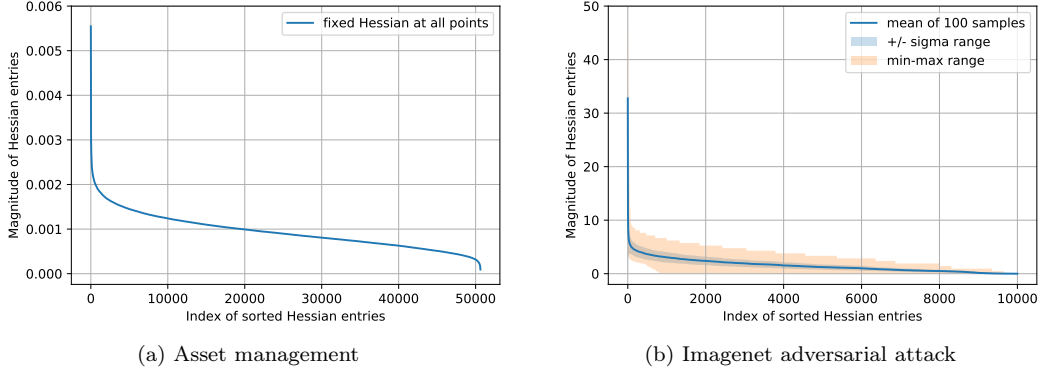 0.006
0.005
0.004
0.003
0.002
0.001
0.000
Magnitude of Hessian entries
fixed Hessian at all points
0 10000 20000 30000 40000 50000
Index of sorted Hessian entries
(a) Asset management
50
40
30
20
10
0
Magnitude of Hessian entries
mean of 100 samples
+/- sigma range
min-max range
0 2000 4000 6000 8000 10000
Index of sorted Hessian entries
(b) Imagenet adversarial attack